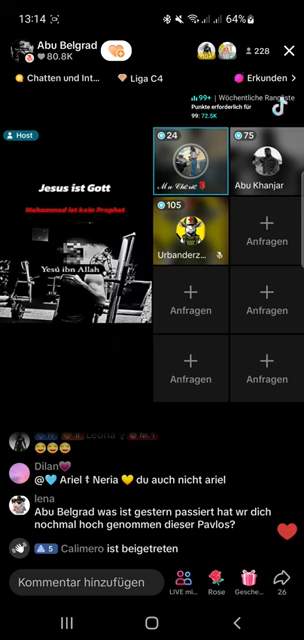 13:14
64%
Abu Belgrad
80.8K
228
Chatten und Int...
Liga C4
Erkunden >
99+ | Wöchentliche Rangliste
Punkte erforderlich für
99: 72.5K
Host
24
75
Abu Khanjar
Jesus ist Gott
Mohammed ist kein Prophet
Yesü ibn Allah
105
Urbanderz...
Anfragen
Anfragen
Anfragen
Anfragen
Anfragen
Nr. 1
Dilan💗
@🩵 Ariel ⚕ Neria 💛 du auch nicht ariel
lena
Abu Belgrad was ist gestern passiert hat wr dich
nochmal hoch genommen dieser Pavlos?
5 Calimero ist beigetreten
Kommentar hinzufügen
LIVE mi...
Rose
Gesche...
26